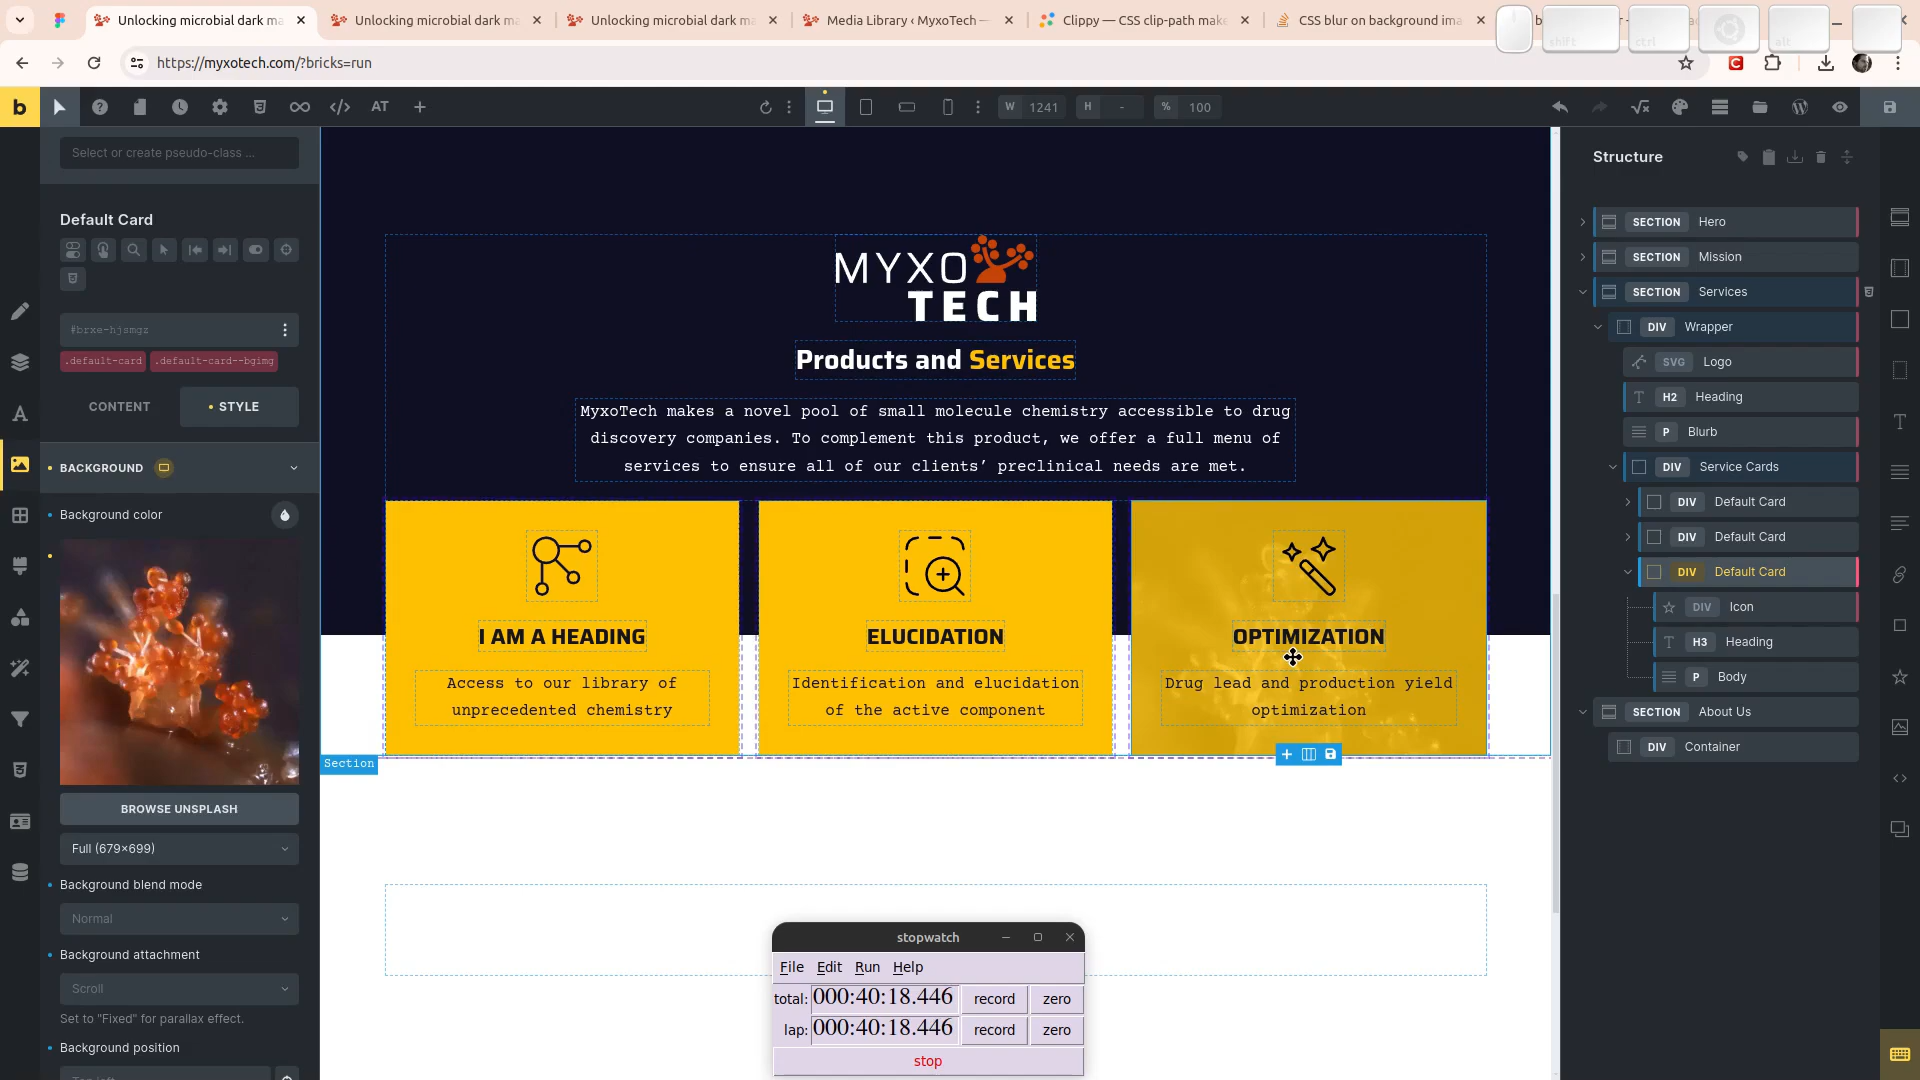 Unlocking microbial dark ma
Unlocking microbial dark ma
Unlocking microbial dark ma
Media Library ‹ MyxoTech —
Clippy — CSS clip-path make
CSS blur on background ima
shift
ctrl
alt
https://myxotech.com/?bricks=run
b
AT
W 1241
H -
% 100
Select or create pseudo-class ...
Default Card
#brxe-hjsmgz
.default-card
.default-card--bgimg
CONTENT
STYLE
BACKGROUND
Background color
BROWSE UNSPLASH
Full (679×699)
Background blend mode
Normal
Background attachment
Scroll
Set to "Fixed" for parallax effect.
Background position
Top left
MYXO
TECH
Products and Services
MyxoTech makes a novel pool of small molecule chemistry accessible to drug
discovery companies. To complement this product, we offer a full menu of
services to ensure all of our clients’ preclinical needs are met.
I AM A HEADING
Access to our library of
unprecedented chemistry
ELUCIDATION
Identification and elucidation
of the active component
OPTIMIZATION
Drug lead and production yield
optimization
Section
stopwatch
File Edit Run Help
total: 000:40:18.446 record zero
lap: 000:40:18.446 record zero
stop
Structure
SECTION Hero
SECTION Mission
SECTION Services
DIV Wrapper
SVG Logo
H2 Heading
P Blurb
DIV Service Cards
DIV Default Card
DIV Default Card
DIV Default Card
DIV Icon
H3 Heading
P Body
SECTION About Us
DIV Container